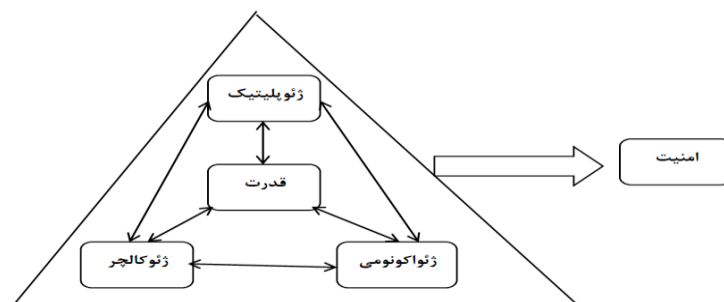 ژئوپلیتیک
امنیت
قدرت
ژئواکونومی
ژئوکالچر